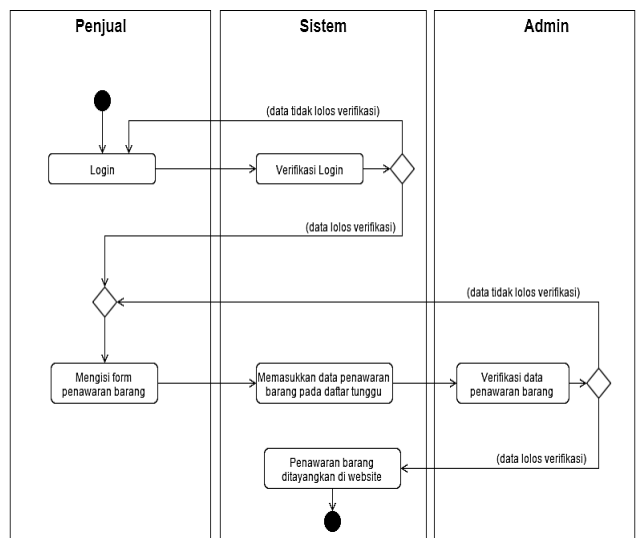 Penjual
Sistem
Admin
(data tidak lolos verifikasi)
Login
Verifikasi Login
(data lolos verifikasi)
(data tidak lolos verifikasi)
Mengisi form
penawaran barang
Memasukkan data penawaran
barang pada daftar tunggu
Verifikasi data
penawaran barang
(data lolos verifikasi)
Penawaran barang
ditayangkan di website